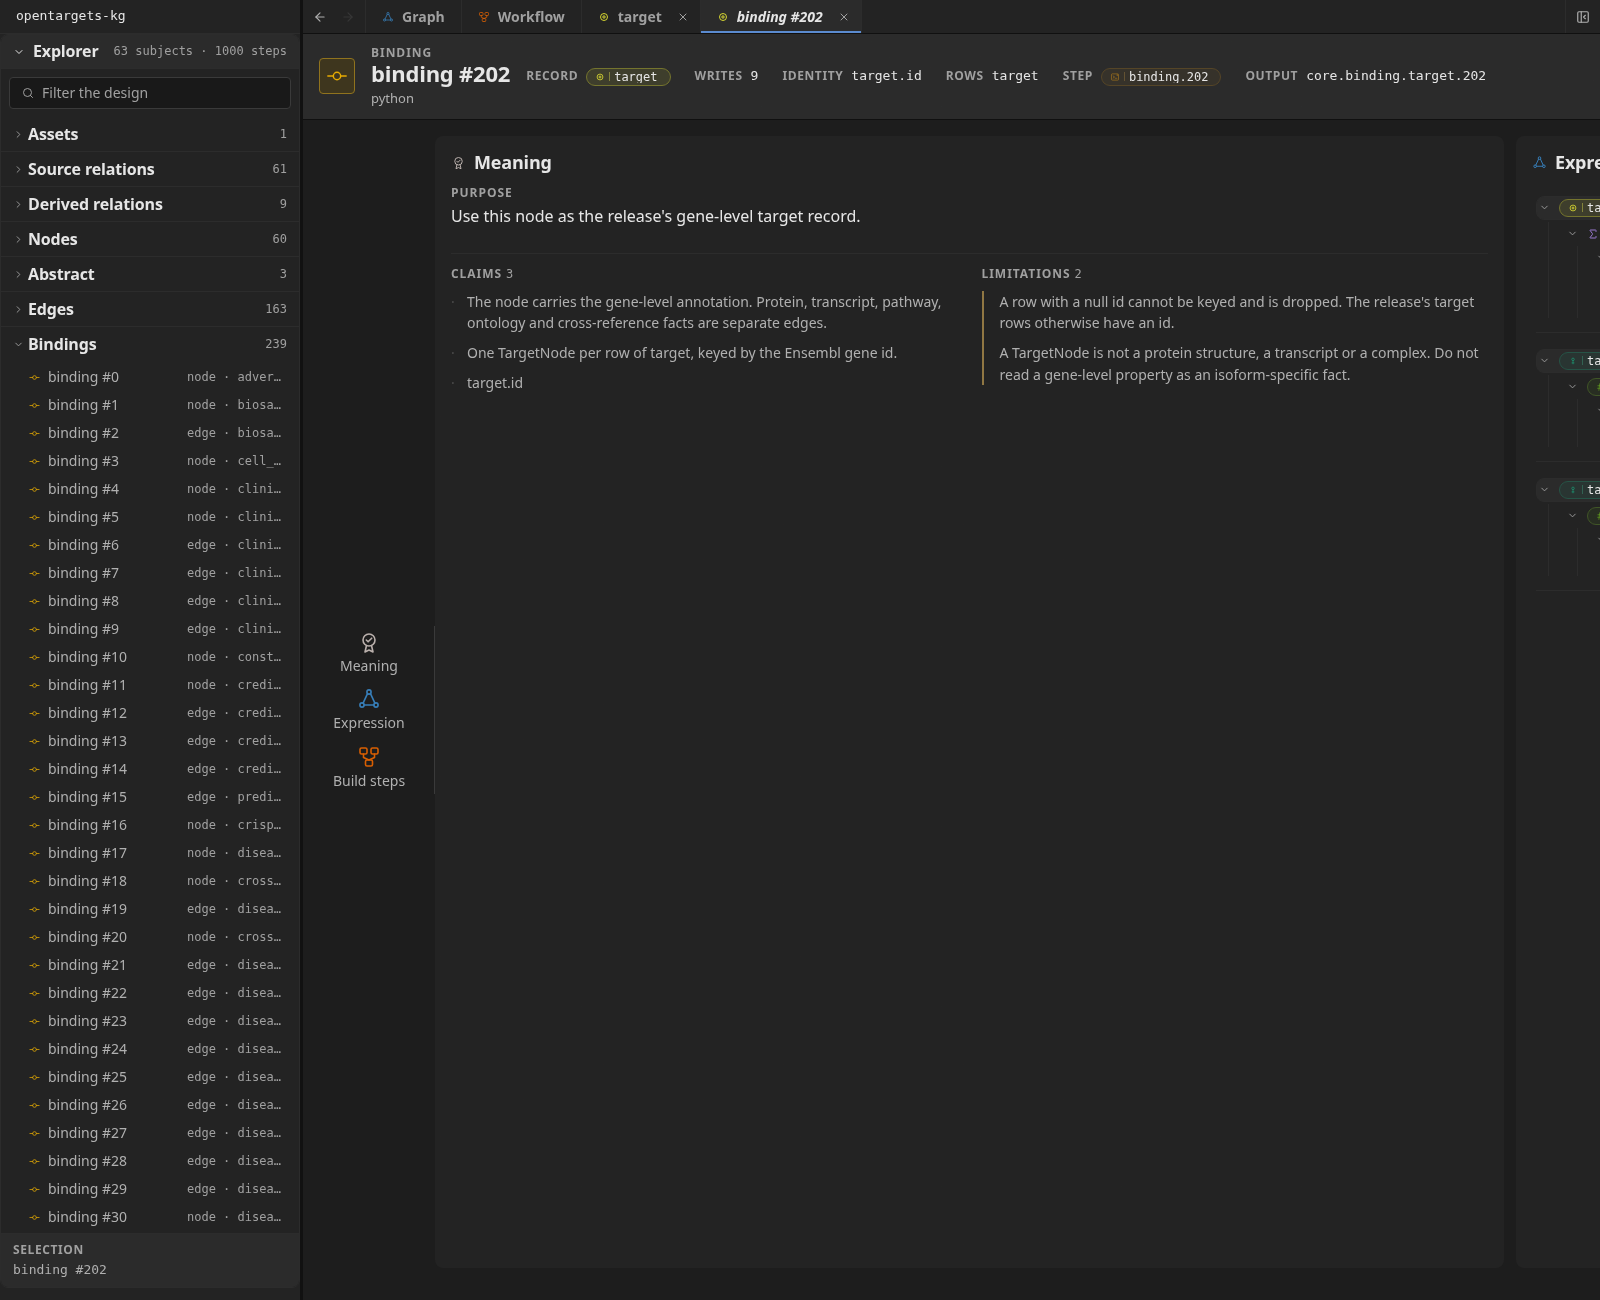 opentargets-kg
Explorer 63 subjects · 1000 steps
Filter the design
Assets 1
Source relations 61
Derived relations 9
Nodes 60
Abstract 3
Edges 163
Bindings 239
binding #0 node · adver…
binding #1 node · biosa…
binding #2 edge · biosa…
binding #3 node · cell_…
binding #4 node · clini…
binding #5 node · clini…
binding #6 edge · clini…
binding #7 edge · clini…
binding #8 edge · clini…
binding #9 edge · clini…
binding #10 node · const…
binding #11 node · credi…
binding #12 edge · credi…
binding #13 edge · credi…
binding #14 edge · credi…
binding #15 edge · predi…
binding #16 node · crisp…
binding #17 node · disea…
binding #18 node · cross…
binding #19 edge · disea…
binding #20 node · cross…
binding #21 edge · disea…
binding #22 edge · disea…
binding #23 edge · disea…
binding #24 edge · disea…
binding #25 edge · disea…
binding #26 edge · disea…
binding #27 edge · disea…
binding #28 edge · disea…
binding #29 edge · disea…
binding #30 node · disea…
SELECTION
binding #202
Graph Workflow target binding #202
BINDING
binding #202 RECORD target WRITES 9 IDENTITY target.id ROWS target STEP binding.202 OUTPUT core.binding.target.202
python
Meaning
Expression
Build steps
Meaning
PURPOSE
Use this node as the release's gene-level target record.
CLAIMS 3
The node carries the gene-level annotation. Protein, transcript, pathway,
ontology and cross-reference facts are separate edges.
One TargetNode per row of target, keyed by the Ensembl gene id.
target.id
LIMITATIONS 2
A row with a null id cannot be keyed and is dropped. The release's target
rows otherwise have an id.
A TargetNode is not a protein structure, a transcript or a complex. Do not
read a gene-level property as an isoform-specific fact.
Expre
ta
Σ
ta
ta